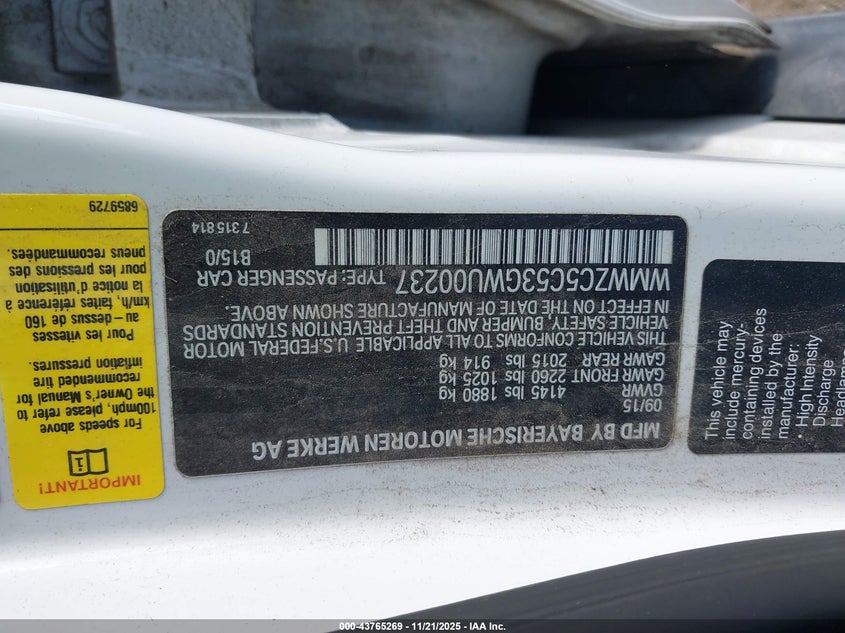 MFD BY BAYERISCHE MOTOREN WERKE AG
09/15
GVWR 4145 lbs 1880 kg
GAWR FRONT 2260 lbs 1025 kg
GAWR REAR 2015 lbs 914 kg
THIS VEHICLE CONFORMS TO ALL APPLICABLE U.S.FEDERAL MOTOR
VEHICLE SAFETY, BUMPER AND THEFT PREVENTION STANDARDS
IN EFFECT ON THE DATE OF MANUFACTURE SHOWN ABOVE.
WMWZC5C53GWU00237 TYPE: PASSENGER CAR
B15/0
7315814
IMPORTANT!
i
For speeds above
100mph, please refer to
the Owner's Manual for
recommended tire
inflation pressures.
Pour les vitesses
au-dessus de 160
km/h, faites référence à
la notice d'utilisation
pour les pressions des
pneus recommandées.
6859729
This vehicle may
include mercury-
containing devices
installed by the
manufacturer:
• High Intensity
Discharge
000-43765269 - 11/21/2025 - IAA Inc.